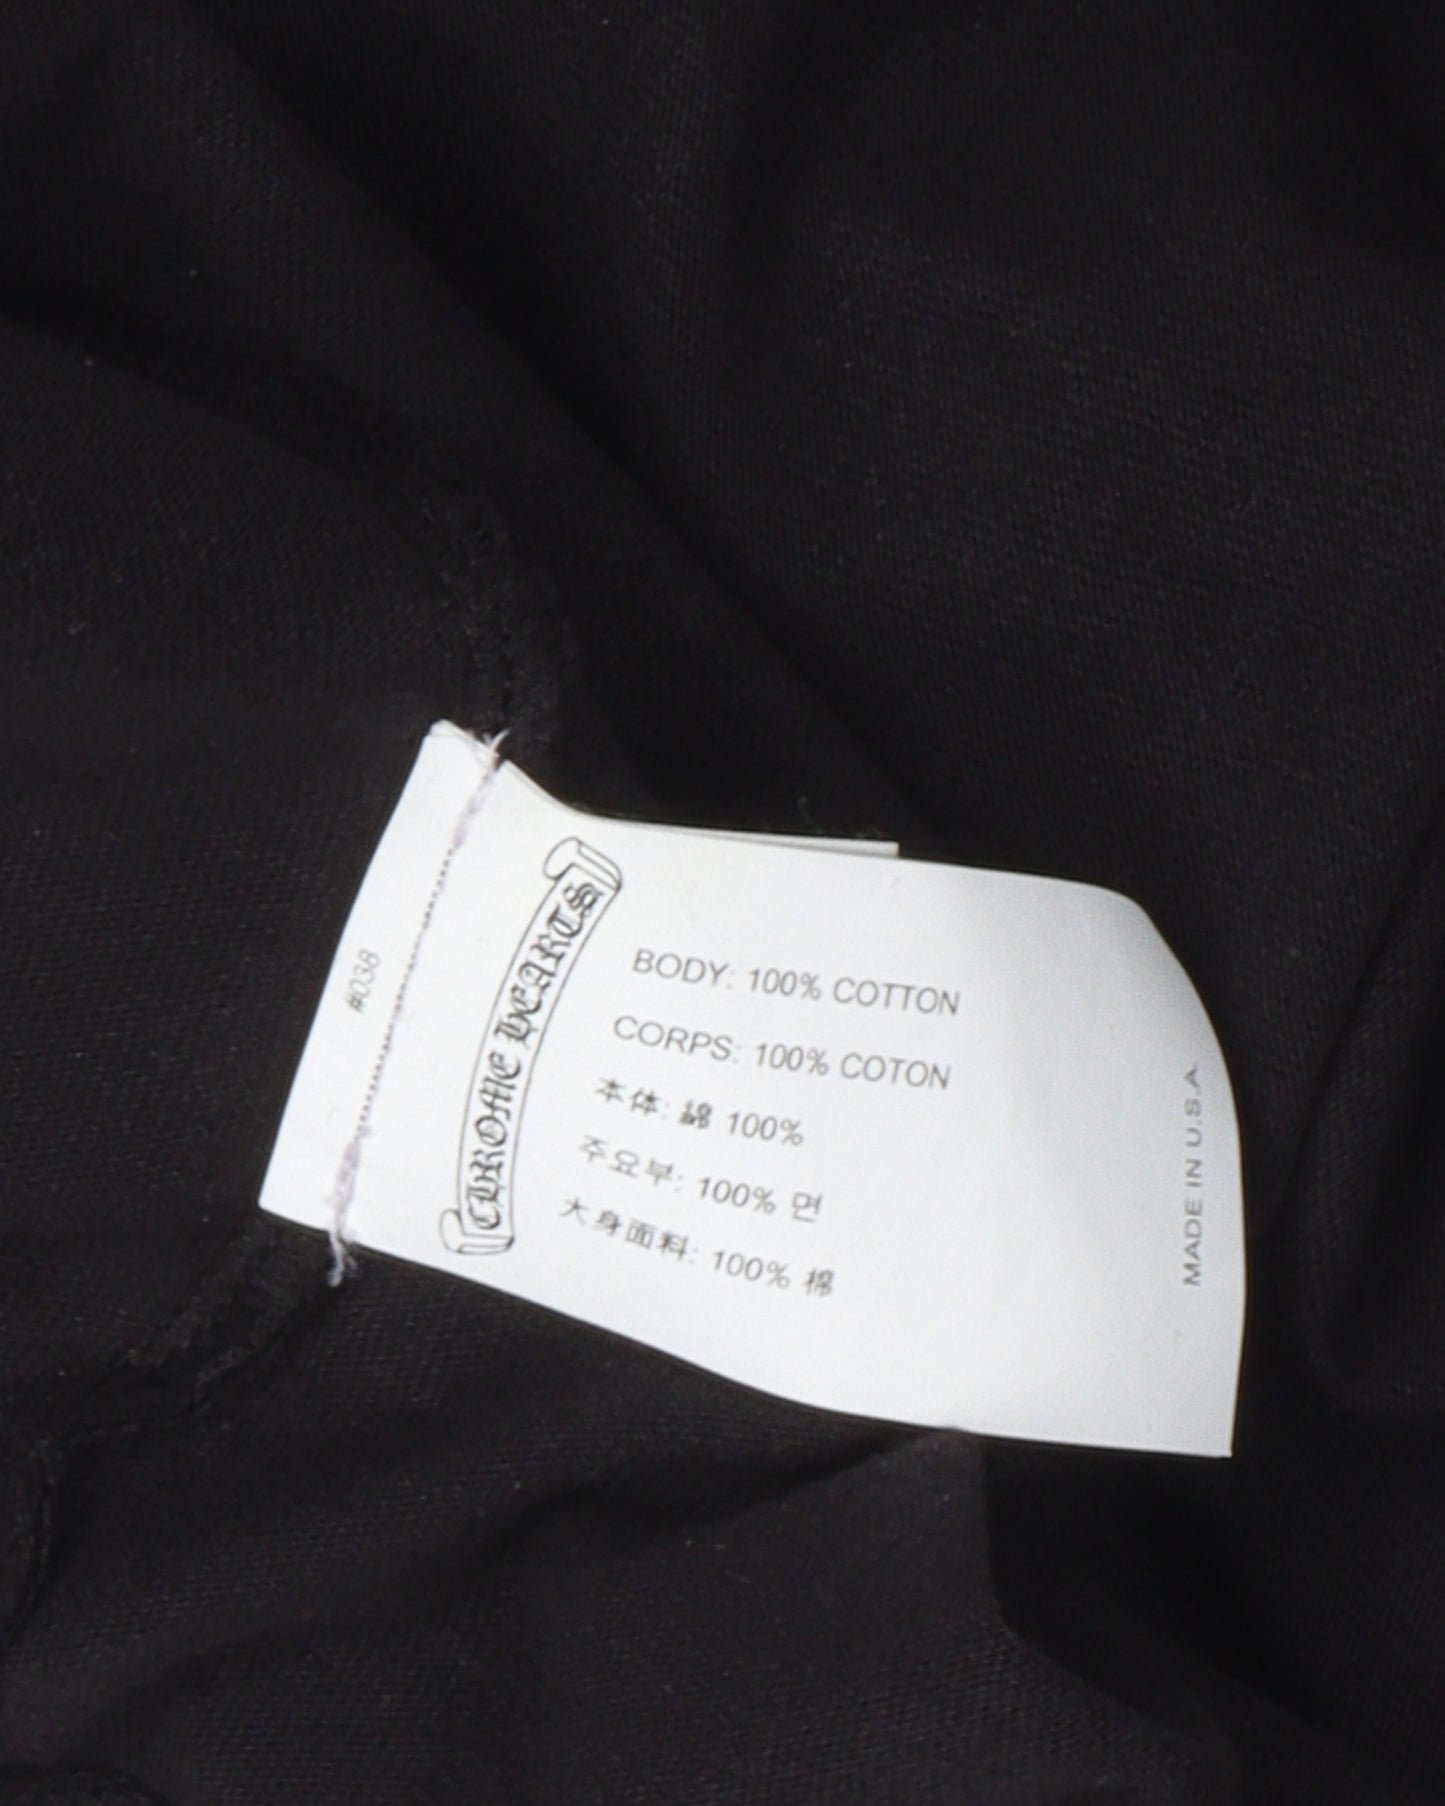 #038
CHROME HEARTS
BODY: 100% COTTON
CORPS: 100% COTON
本体: 綿 100%
주요부: 100% 면
大身面料: 100% 棉
MADE IN U.S.A.